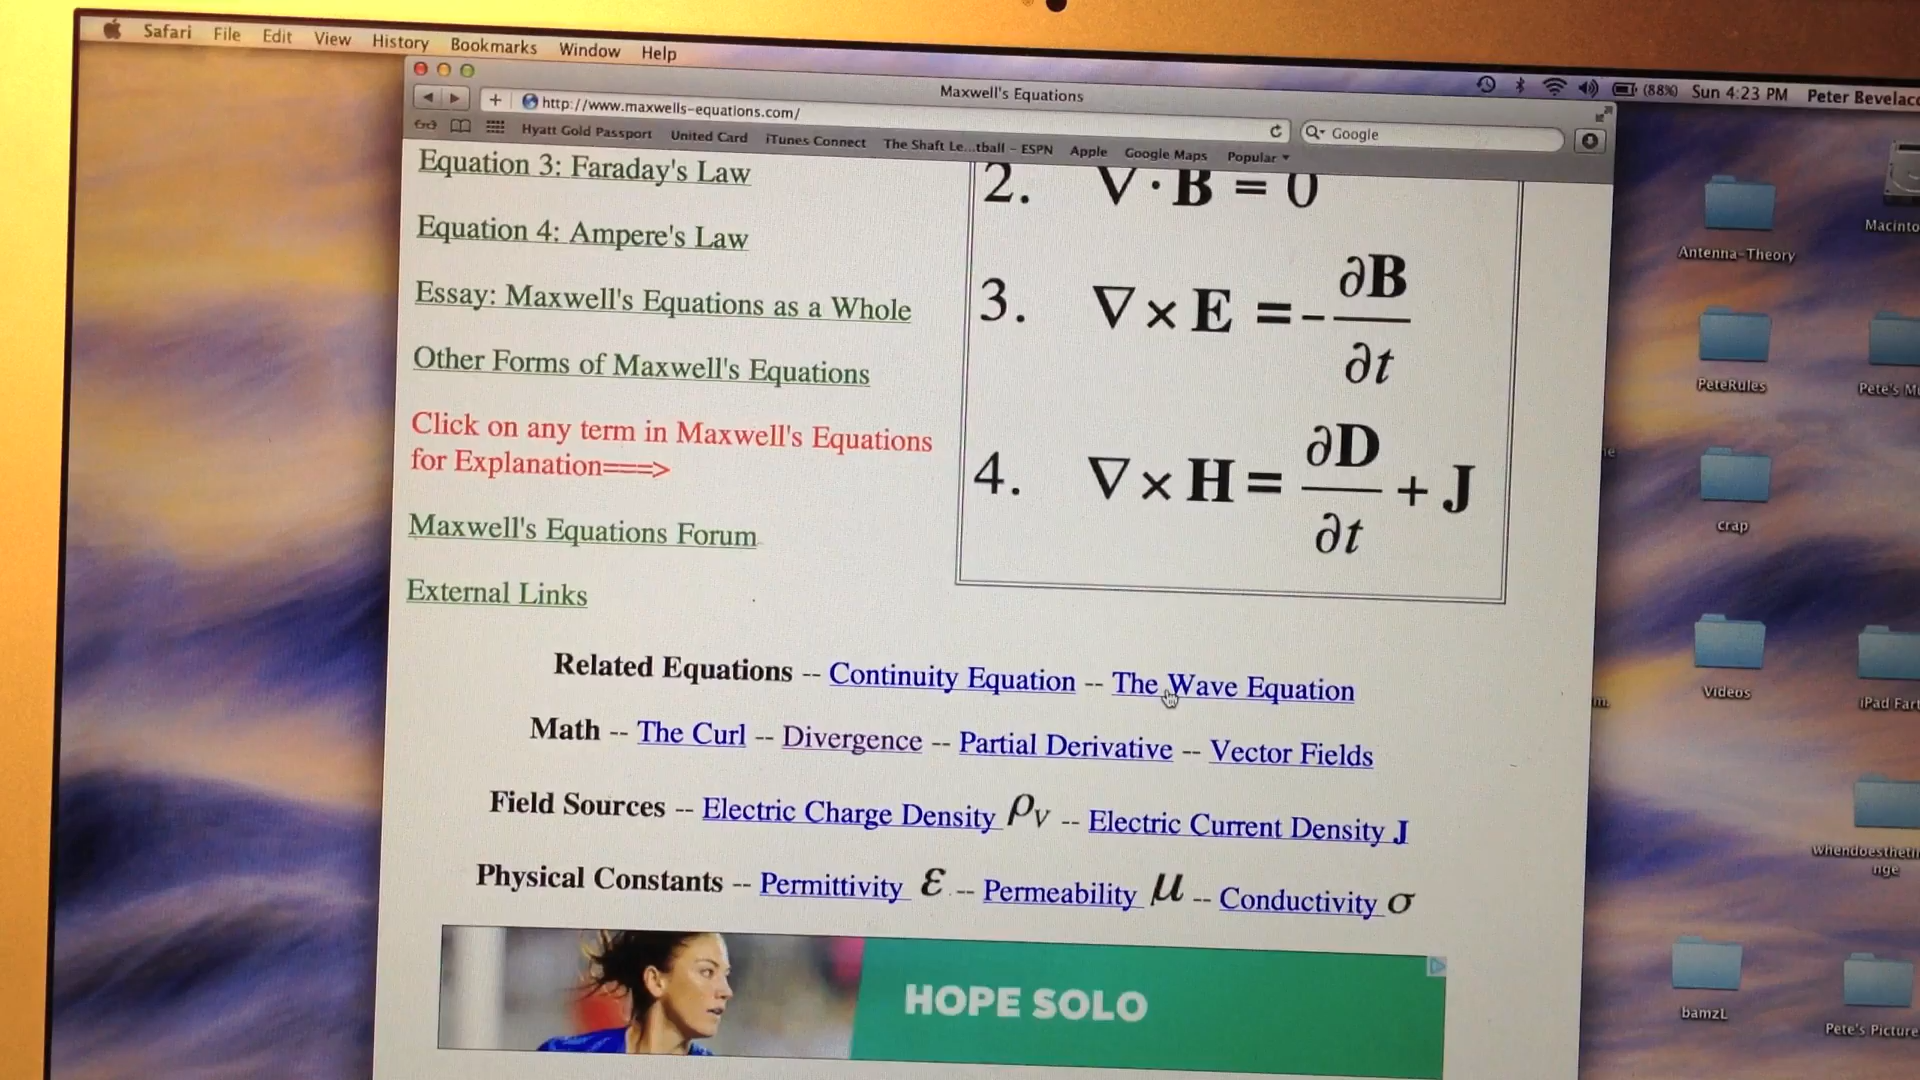 Safari File Edit View History Bookmarks Window Help
(88%) Sun 4:23 PM
Maxwell's Equations
http://www.maxwells-equations.com/
Google
Hyatt Gold Passport United Card iTunes Connect The Shaft Le...tball - ESPN Apple Google Maps Popular
Equation 3: Faraday's Law
Equation 4: Ampere's Law
Essay: Maxwell's Equations as a Whole
Other Forms of Maxwell's Equations
Click on any term in Maxwell's Equations
for Explanation===>
Maxwell's Equations Forum
External Links
2. ∇ · B = 0
3. ∇ × E = -∂B/∂t
4. ∇ × H = ∂D/∂t + J
Related Equations -- Continuity Equation -- The Wave Equation
Math -- The Curl -- Divergence -- Partial Derivative -- Vector Fields
Field Sources -- Electric Charge Density ρV -- Electric Current Density J
Physical Constants -- Permittivity ε -- Permeability μ -- Conductivity σ
HOPE SOLO
Antenna-Theory
PeteRules
crap
Videos
bamzL
Pete's
iPad
Pete's